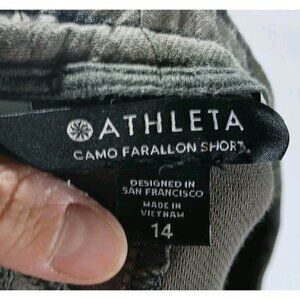 ATHLETA
CAMO FARALLON SHORT
DESIGNED IN
SAN FRANCISCO
MADE IN
VIETNAM
14